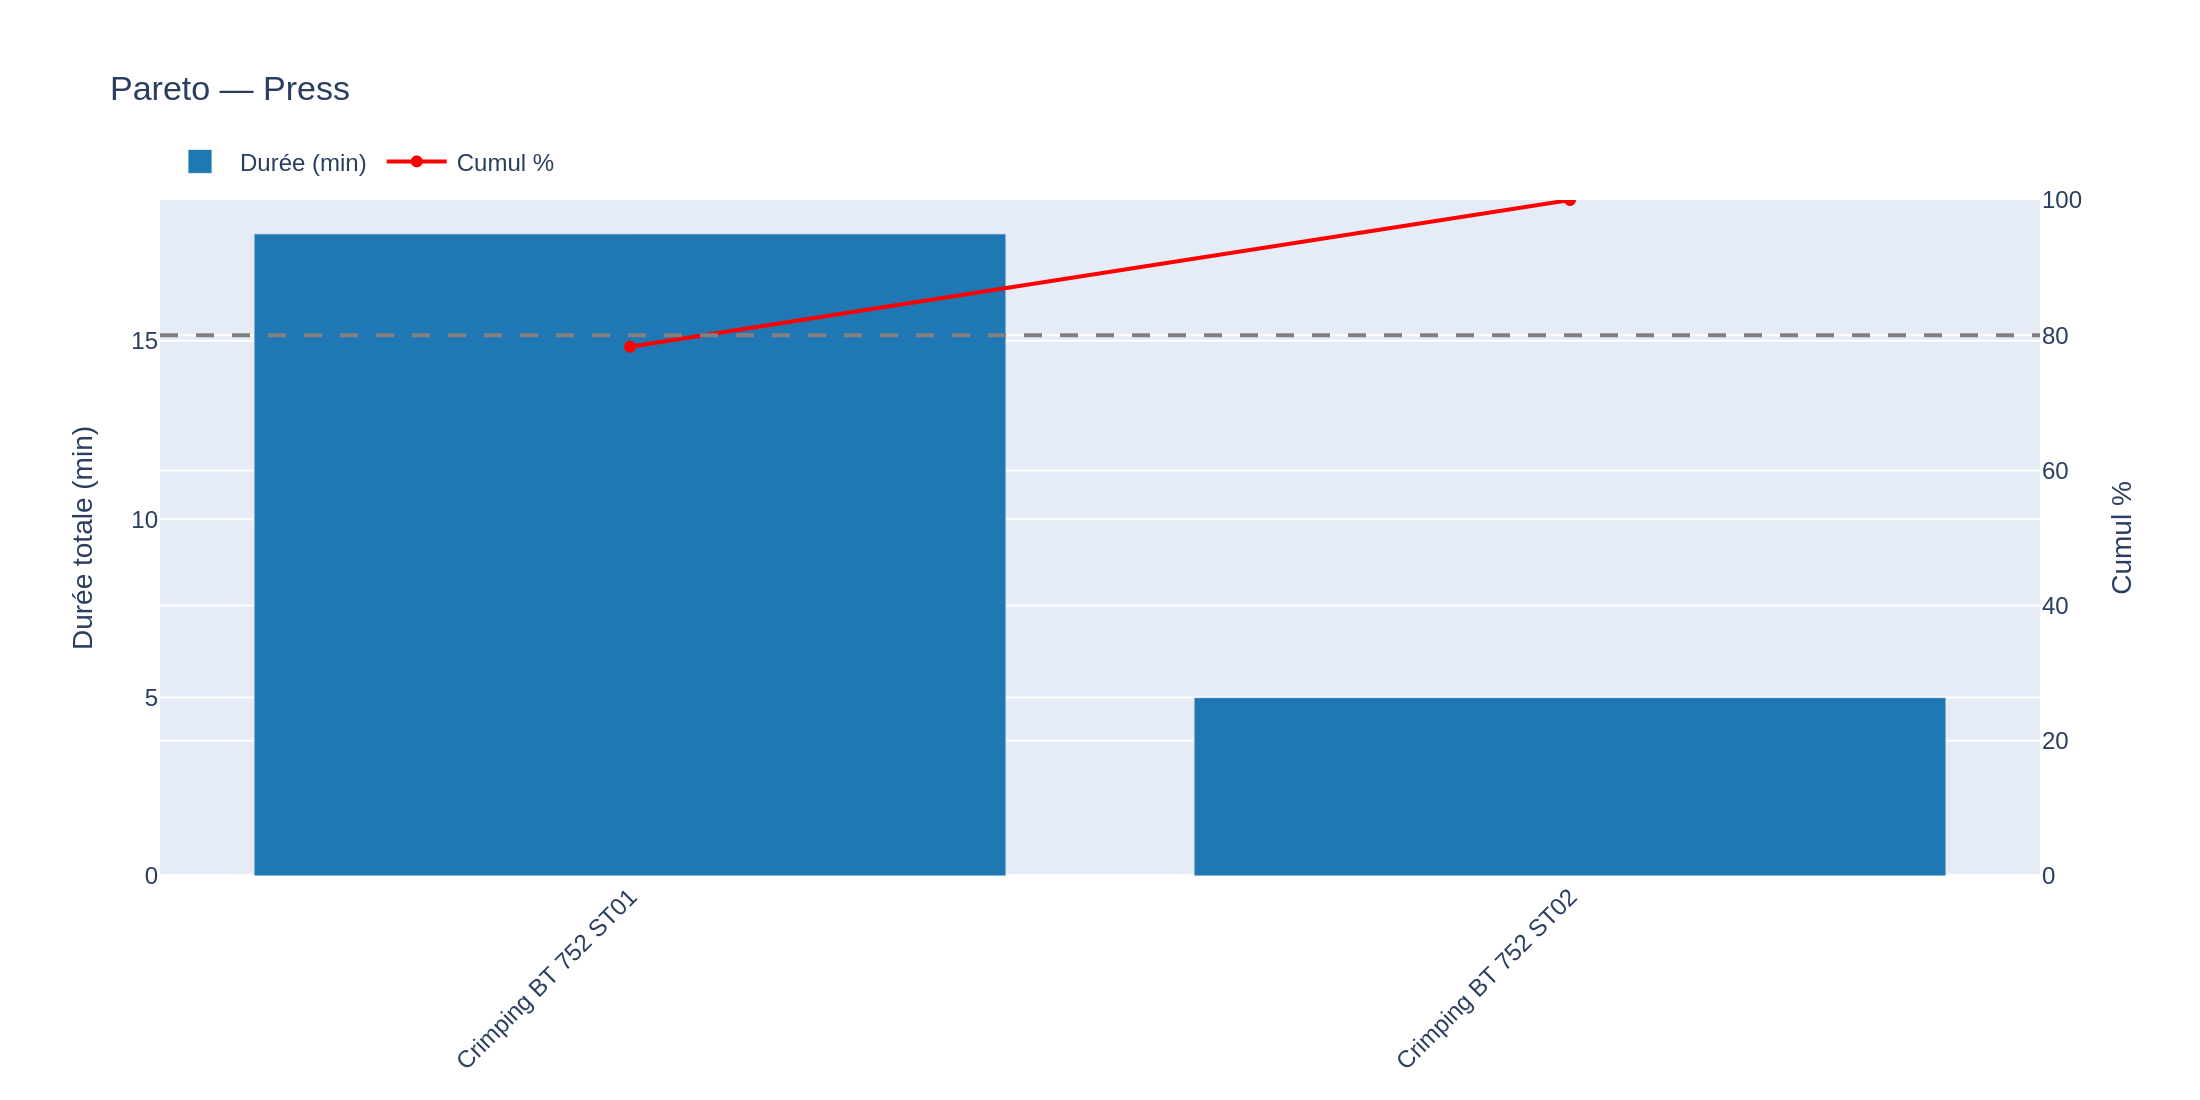 Pareto — Press
Durée (min)
Cumul %
100
15
80
60
10
40
5
20
0
0
Durée totale (min)
Cumul %
Crimping BT 752 ST01
Crimping BT 752 ST02